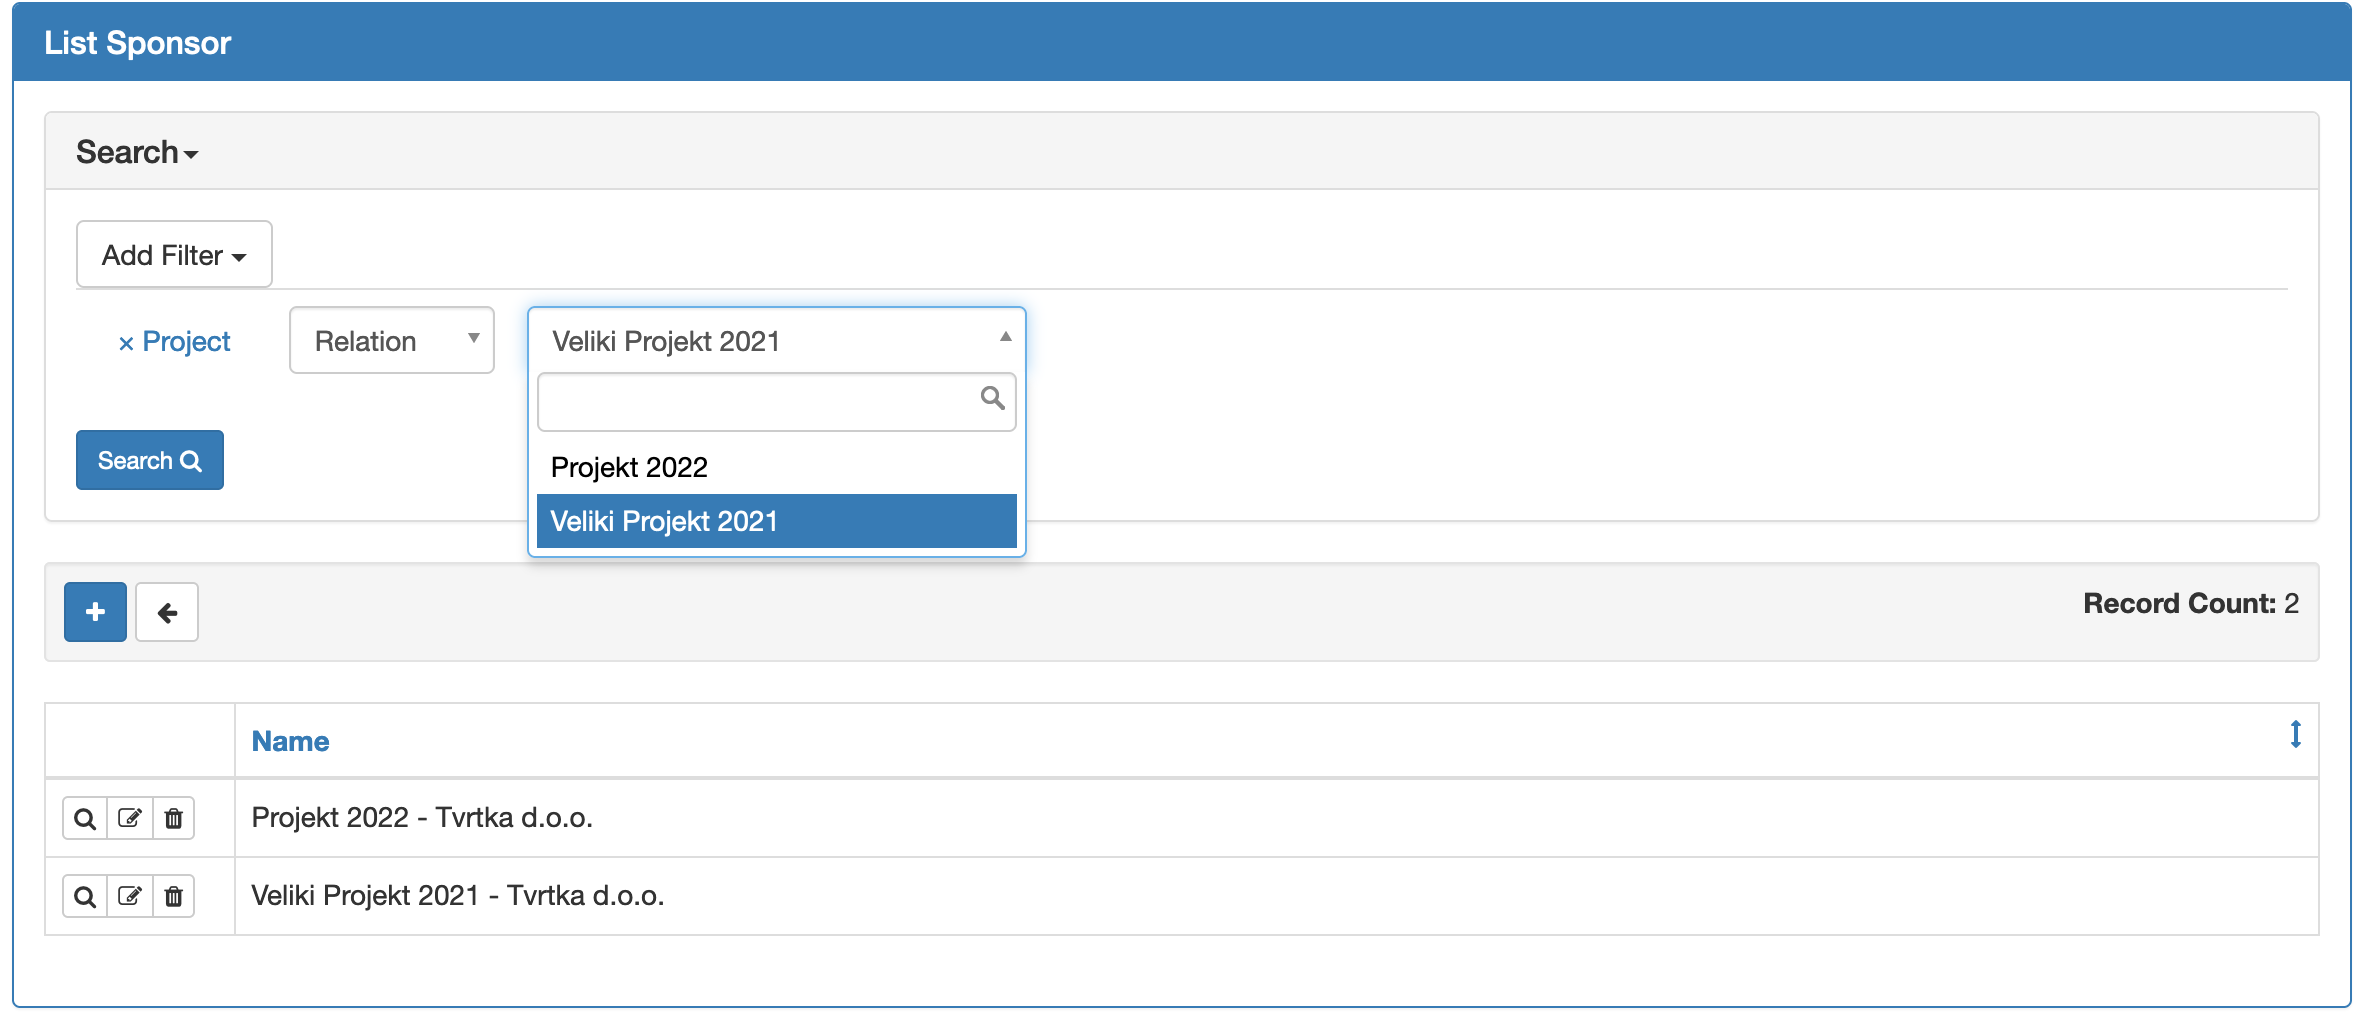 List Sponsor
Search
Add Filter
× Project Relation Veliki Projekt 2021
Projekt 2022
Veliki Projekt 2021
Search
Record Count: 2
Name
Projekt 2022 - Tvrtka d.o.o.
Veliki Projekt 2021 - Tvrtka d.o.o.